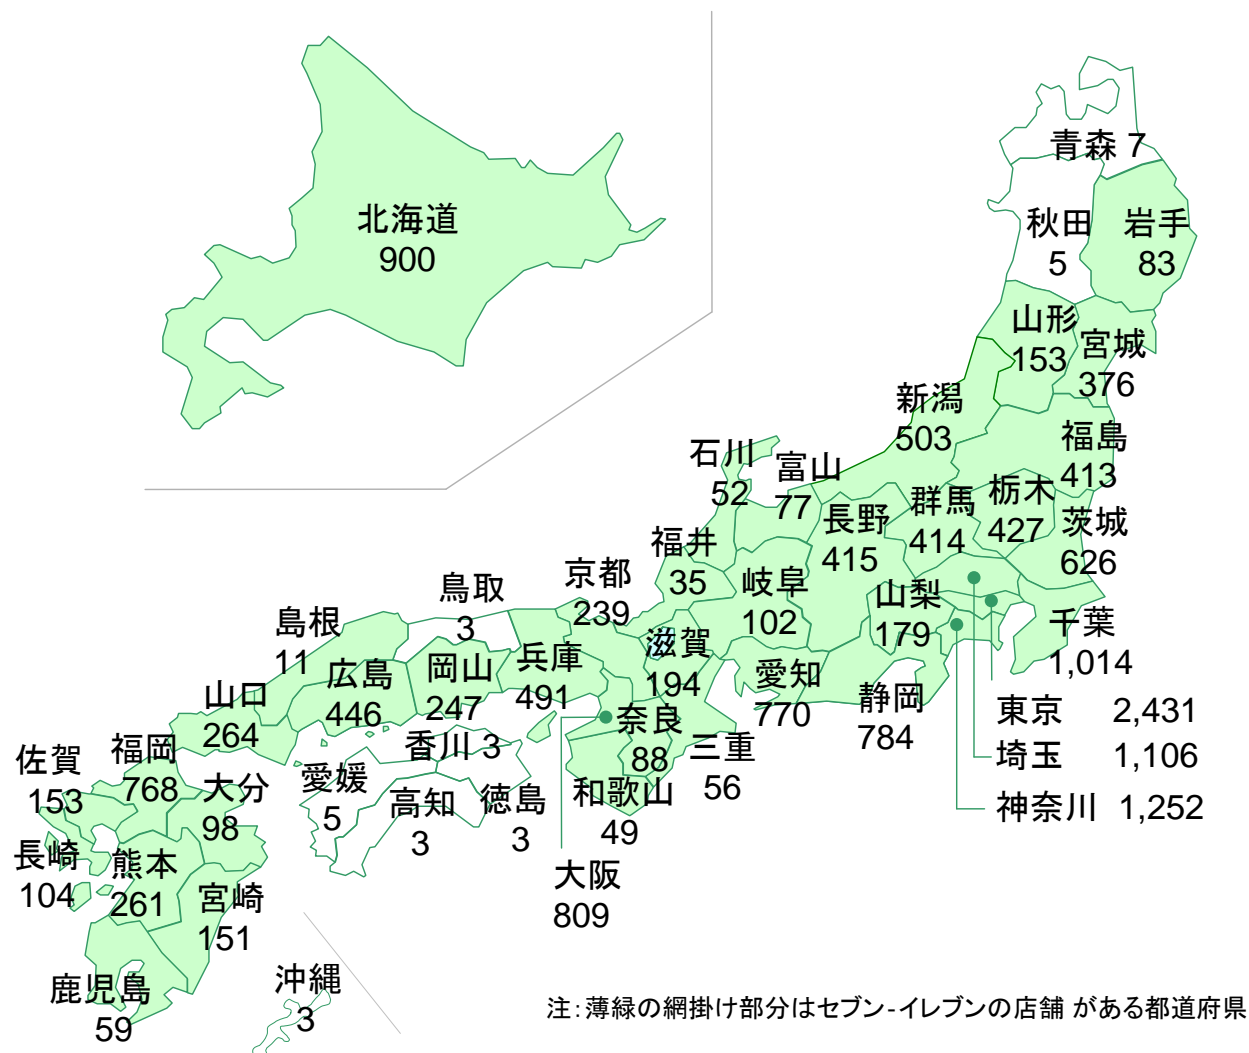 北海道
900
青森 7
秋田
5
岩手
83
山形
153
宮城
376
新潟
503
福島
413
石川
52
富山
77
長野
415
群馬
414
栃木
427
茨城
626
福井
35
岐阜
102
山梨
179
千葉
1,014
京都
239
滋賀
194
愛知
770
静岡
784
東京 2,431
埼玉 1,106
神奈川 1,252
鳥取
3
島根
11
兵庫
491
岡山
247
広島
446
山口
264
奈良
88
三重
56
和歌山
49
大阪
809
香川 3
愛媛
5
高知
3
徳島
3
福岡
768
佐賀
153
大分
98
長崎
104
熊本
261
宮崎
151
鹿児島
59
沖縄
3
注：薄緑の網掛け部分はセブン-イレブンの店舗 がある都道府県